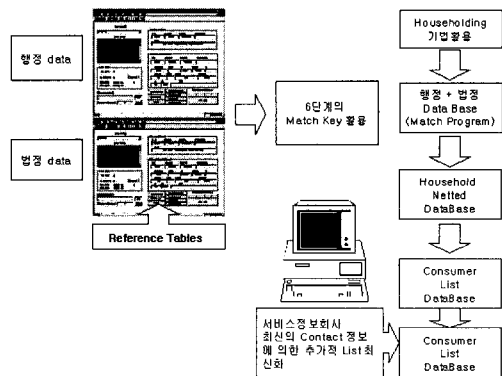 행정 data
법정 data
Reference Tables
6단계의
Match Key 활용
Householding
기법활용
행정 + 법정
Data Base
(Match Program)
Household
Netted
DataBase
Consumer
List
DataBase
서비스정보회사
최신의 Contact 정보
에 의한 추가적 List최
신화
Consumer
List
DataBase